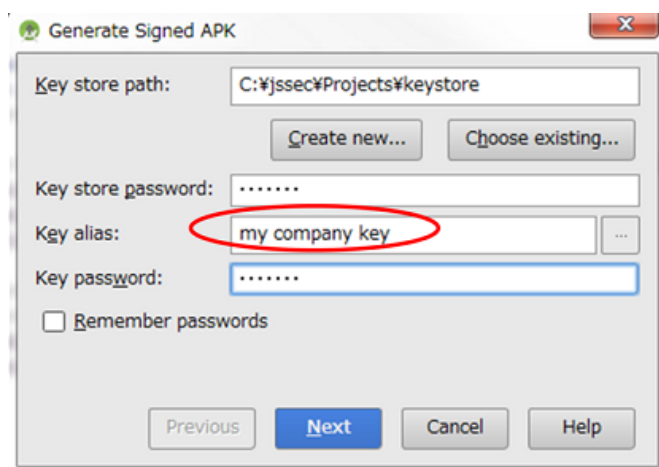 Generate Signed APK
Key store path: C:¥jssec¥Projects¥keystore
Create new... Choose existing...
Key store password: •••••••
Key alias: my company key ...
Key password: •••••••
Remember passwords
Previous Next Cancel Help